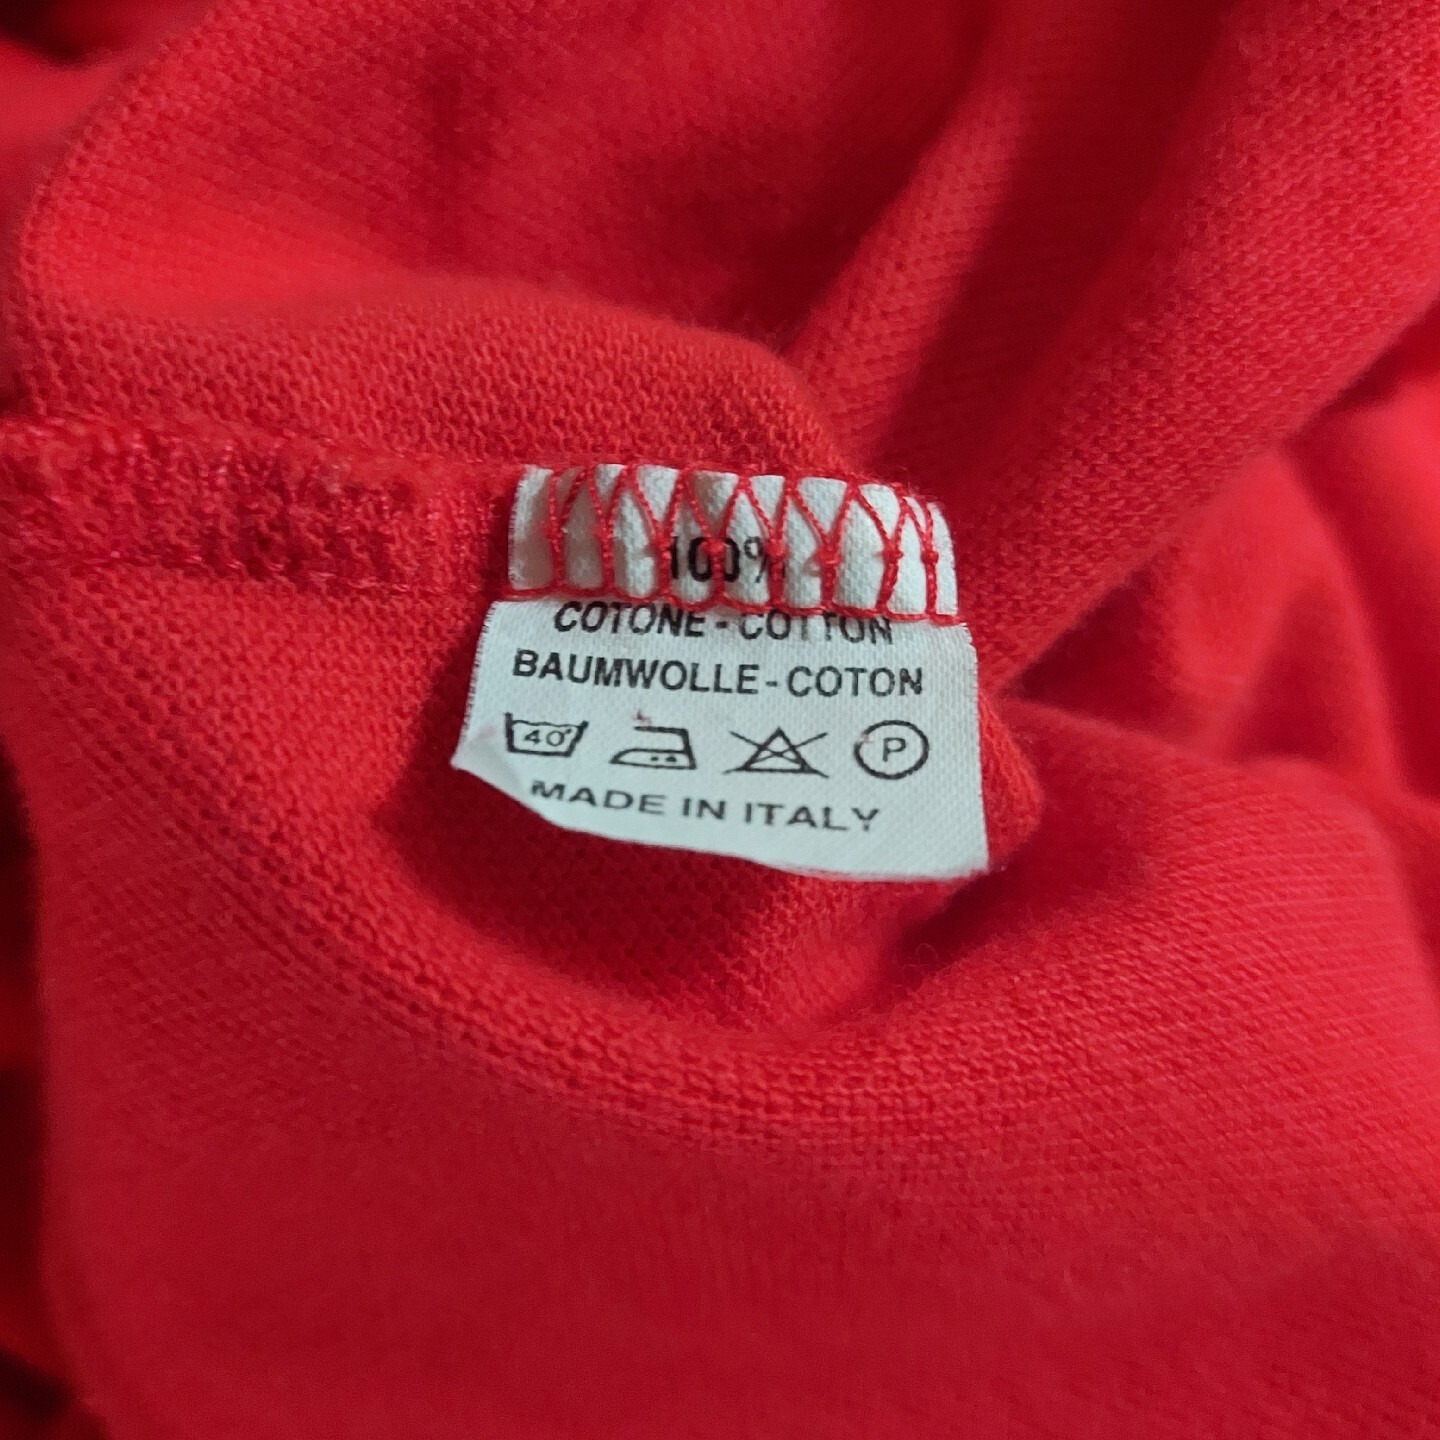 100%
COTONE - COTTON
BAUMWOLLE - COTON
40° P
MADE IN ITALY